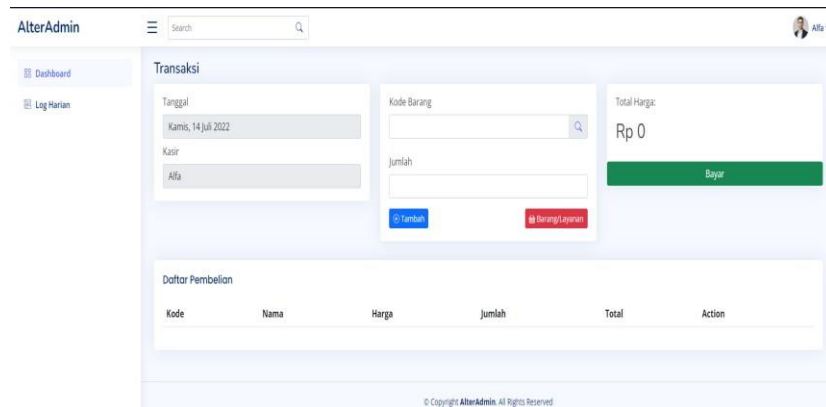 AlterAdmin
Search
Alfa
Dashboard
Log Harian
Transaksi
Tanggal
Kamis, 14 Juli 2022
Kasir
Alfa
Kode Barang
Jumlah
Tambah
Barang/Layanan
Total Harga:
Rp 0
Bayar
Daftar Pembelian
Kode Nama Harga Jumlah Total Action
© Copyright AlterAdmin. All Rights Reserved